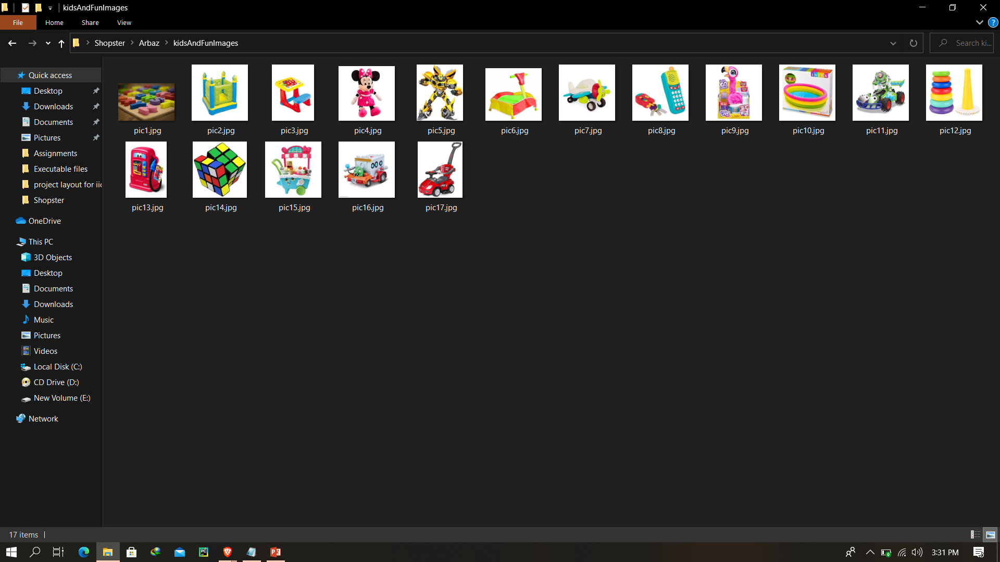 kidsAndFunImages
File Home Share View
Shopster Arbaz kidsAndFunImages
Search ki...
Quick access
Desktop
Downloads
Documents
Pictures
Assignments
Executable files
project layout for iic
Shopster
OneDrive
This PC
3D Objects
Desktop
Documents
Downloads
Music
Pictures
Videos
Local Disk (C:)
CD Drive (D:)
New Volume (E:)
Network
pic1.jpg pic2.jpg pic3.jpg pic4.jpg pic5.jpg pic6.jpg pic7.jpg pic8.jpg pic9.jpg pic10.jpg pic11.jpg pic12.jpg
INTEX
Live
pic13.jpg pic14.jpg pic15.jpg pic16.jpg pic17.jpg
17 items
3:31 PM